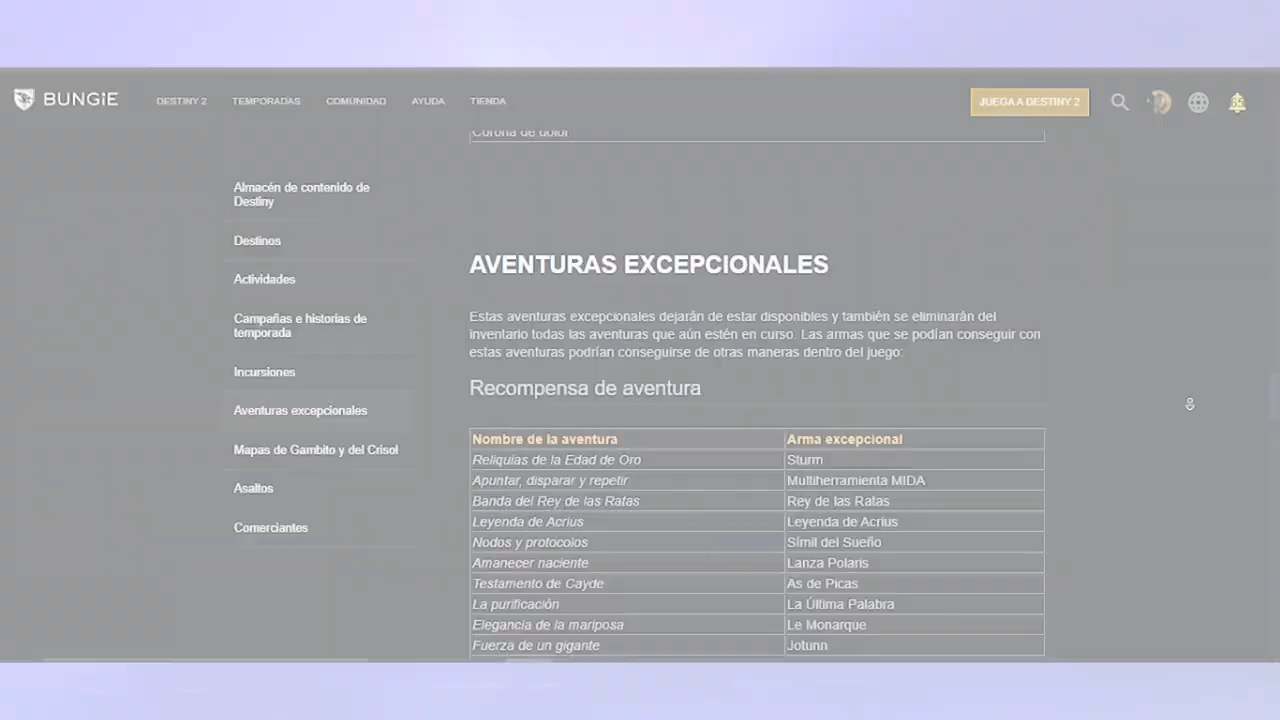 BUNGiE
DESTINY 2 TEMPORADAS COMUNIDAD AYUDA TIENDA
JUEGA A DESTINY 2
Corona de dolor
Almacén de contenido de
Destiny
Destinos
Actividades
Campañas e historias de
temporada
Incursiones
Aventuras excepcionales
Mapas de Gambito y del Crisol
Asaltos
Comerciantes
AVENTURAS EXCEPCIONALES
Estas aventuras excepcionales dejarán de estar disponibles y también se eliminarán del
inventario todas las aventuras que aún estén en curso. Las armas que se podían conseguir con
estas aventuras podrían conseguirse de otras maneras dentro del juego:
Recompensa de aventura
Nombre de la aventura Arma excepcional
Reliquias de la Edad de Oro Sturm
Apuntar, disparar y repetir Multiherramienta MIDA
Banda del Rey de las Ratas Rey de las Ratas
Leyenda de Acrius Leyenda de Acrius
Nodos y protocolos Símil del Sueño
Amanecer naciente Lanza Polaris
Testamento de Cayde As de Picas
La purificación La Última Palabra
Elegancia de la mariposa Le Monarque
Fuerza de un gigante Jotunn